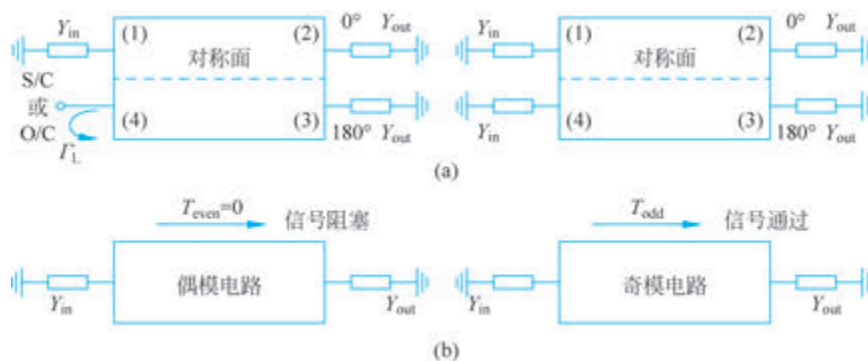 Y_in (1) (2) 0° Y_out Y_in (1) (2) 0° Y_out
对称面 对称面
S/C
或
O/C
Γ_L (4) (3) 180° Y_out Y_in (4) (3) 180° Y_out
(a)
T_even=0 信号阻塞 T_odd 信号通过
偶模电路 奇模电路
Y_in Y_out Y_in Y_out
(b)